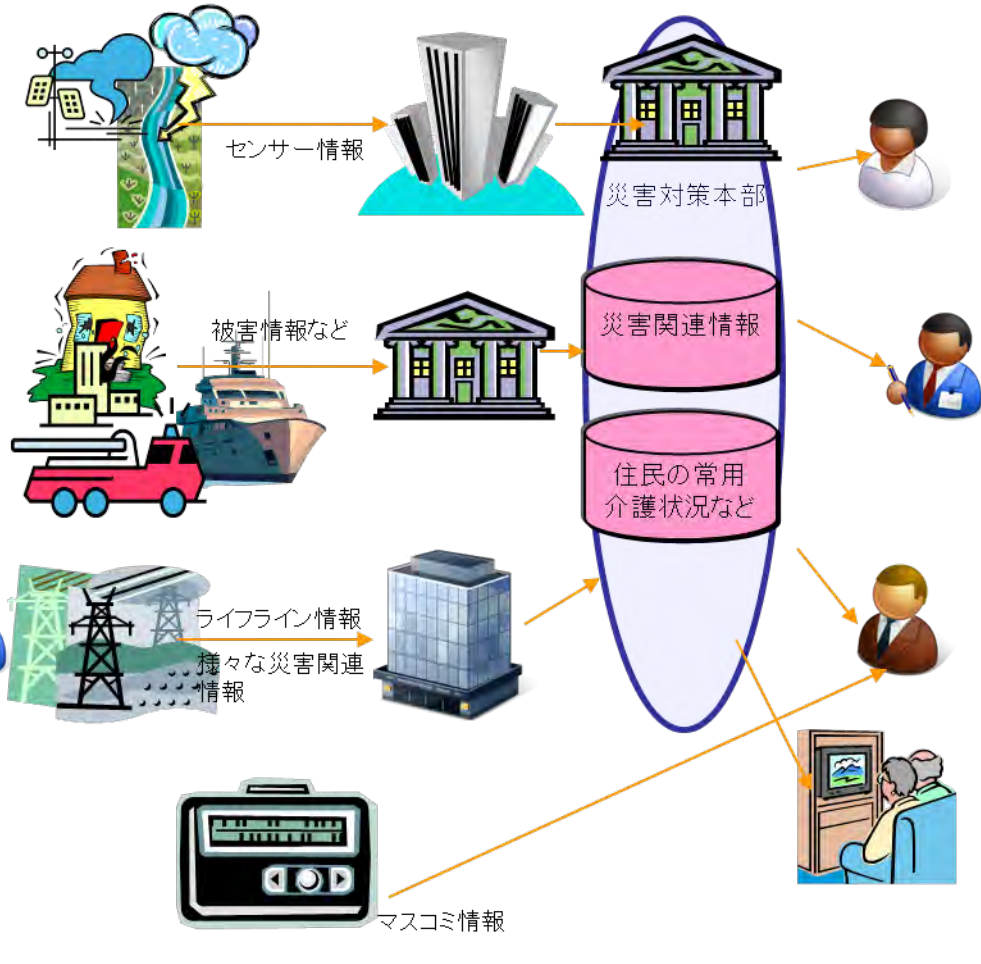 センサー情報
災害対策本部
被害情報など
災害関連情報
住民の常用
介護状況など
ライフライン情報
様々な災害関連
情報
マスコミ情報